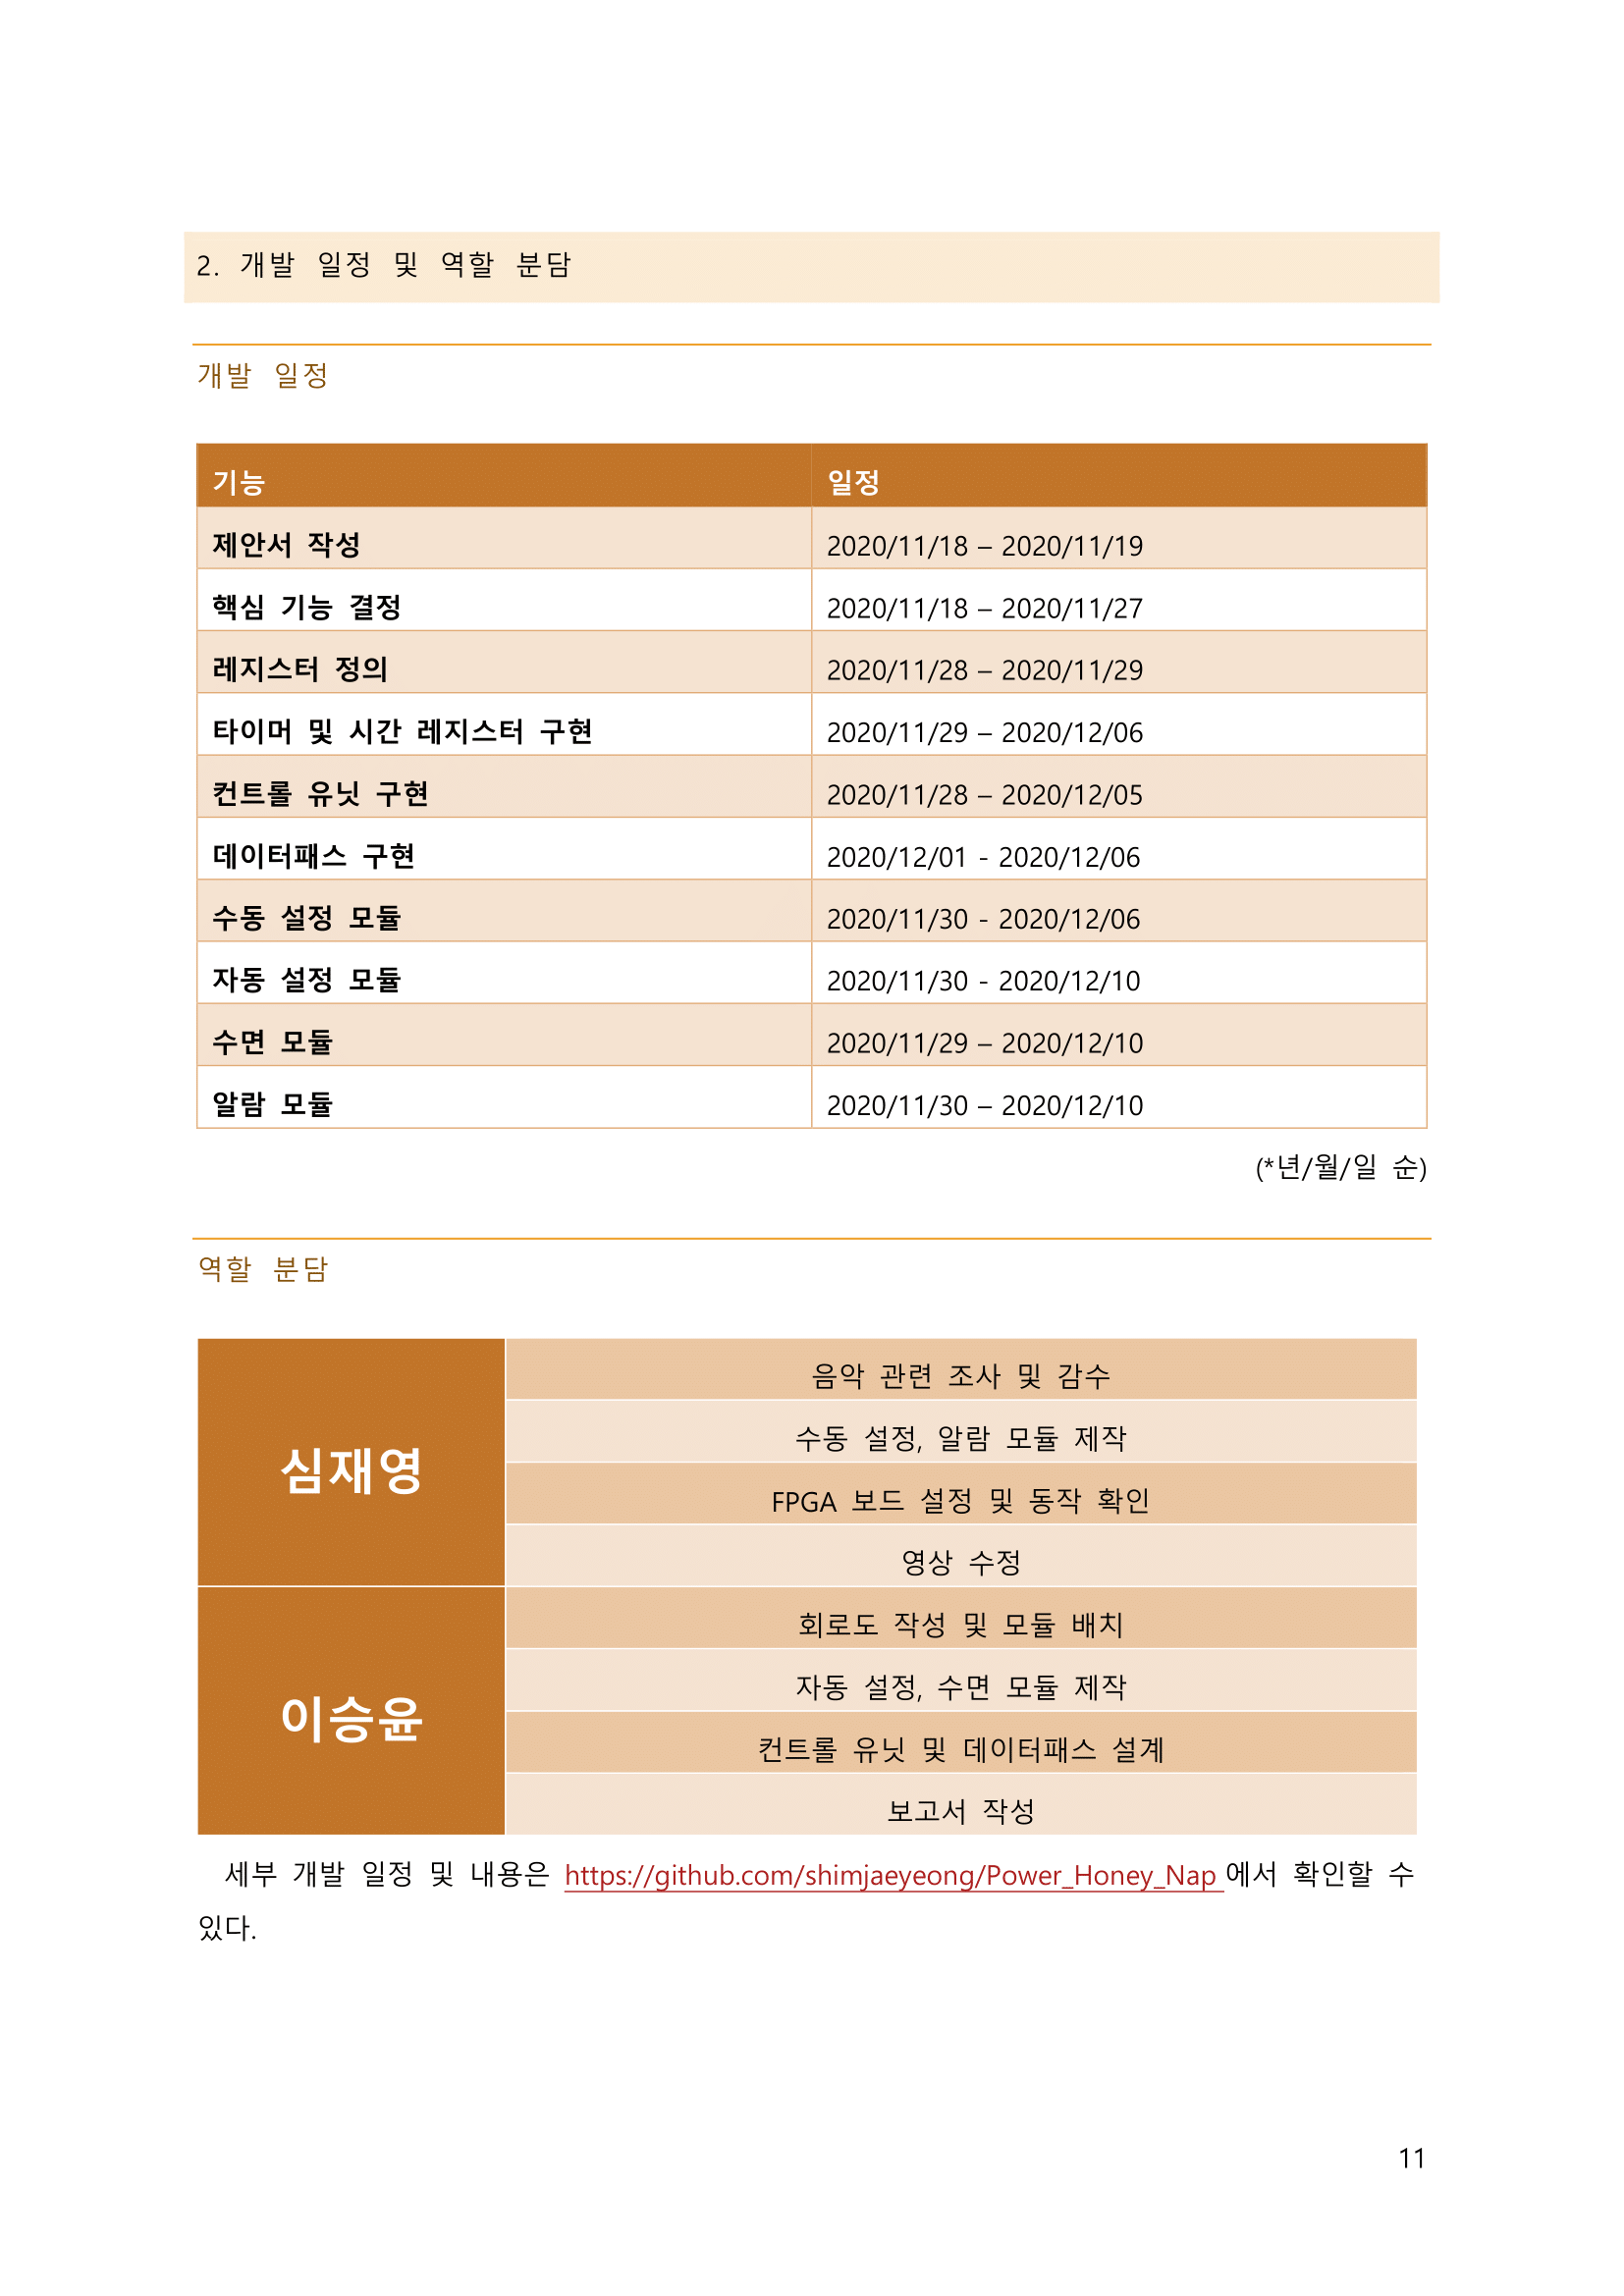 2. 개발 일정 및 역할 분담
개발 일정
기능 일정
제안서 작성 2020/11/18 – 2020/11/19
핵심 기능 결정 2020/11/18 – 2020/11/27
레지스터 정의 2020/11/28 – 2020/11/29
타이머 및 시간 레지스터 구현 2020/11/29 – 2020/12/06
컨트롤 유닛 구현 2020/11/28 – 2020/12/05
데이터패스 구현 2020/12/01 - 2020/12/06
수동 설정 모듈 2020/11/30 - 2020/12/06
자동 설정 모듈 2020/11/30 - 2020/12/10
수면 모듈 2020/11/29 – 2020/12/10
알람 모듈 2020/11/30 – 2020/12/10
(*년/월/일 순)
역할 분담
심재영
음악 관련 조사 및 감수
수동 설정, 알람 모듈 제작
FPGA 보드 설정 및 동작 확인
영상 수정
이승윤
회로도 작성 및 모듈 배치
자동 설정, 수면 모듈 제작
컨트롤 유닛 및 데이터패스 설계
보고서 작성
세부 개발 일정 및 내용은 https://github.com/shimjaeyeong/Power_Honey_Nap 에서 확인할 수
있다.
11